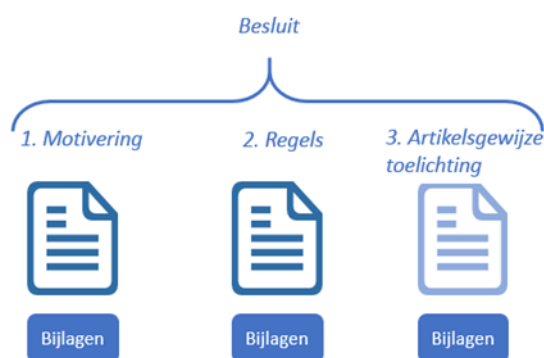 Besluit
1. Motivering
2. Regels
3. Artikelsgewijze
toelichting
Bijlagen
Bijlagen
Bijlagen